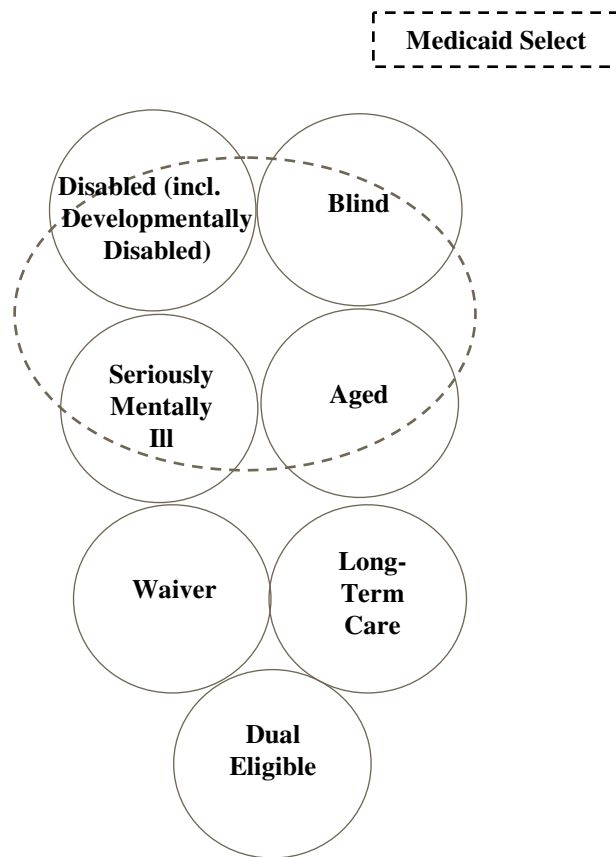 Medicaid Select
Disabled (incl.
Developmentally
Disabled)
Blind
Seriously
Mentally
Ill
Aged
Waiver
Long-
Term
Care
Dual
Eligible